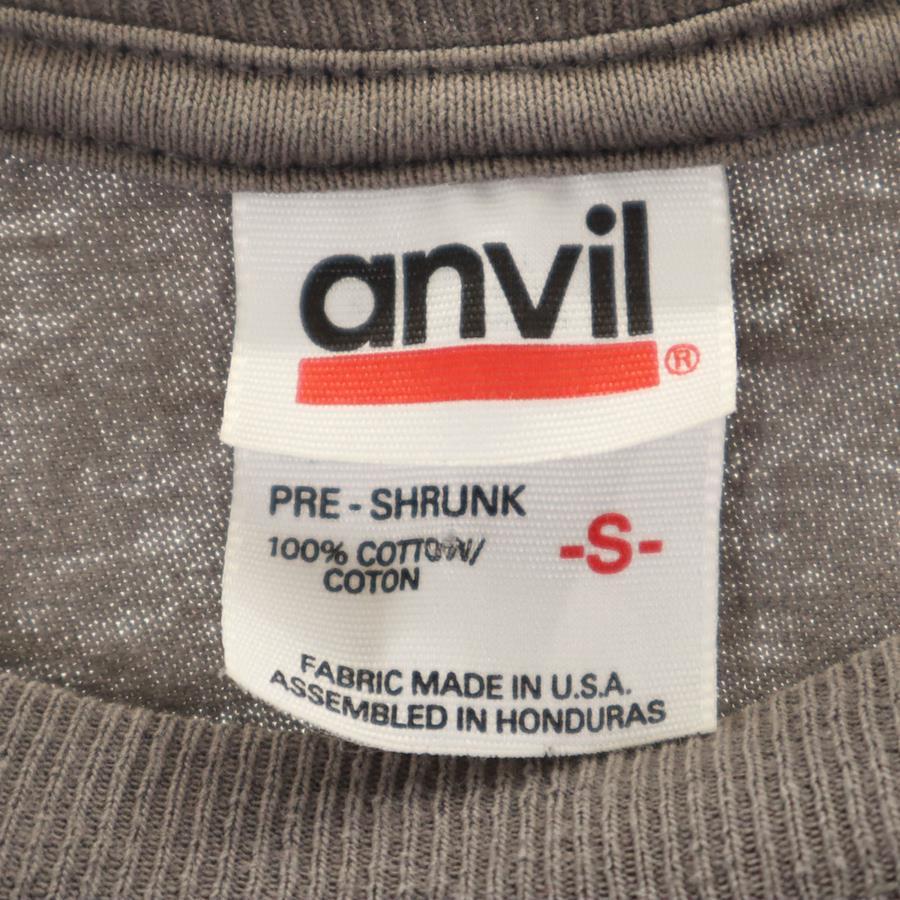 anvil®
PRE - SHRUNK
100% COTTON/
COTON
-S-
FABRIC MADE IN U.S.A.
ASSEMBLED IN HONDURAS